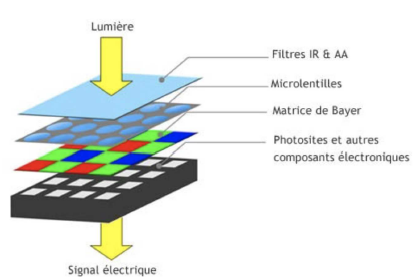 Lumière
Filtres IR & AA
Microlentilles
Matrice de Bayer
Photosites et autres
composants électroniques
Signal électrique